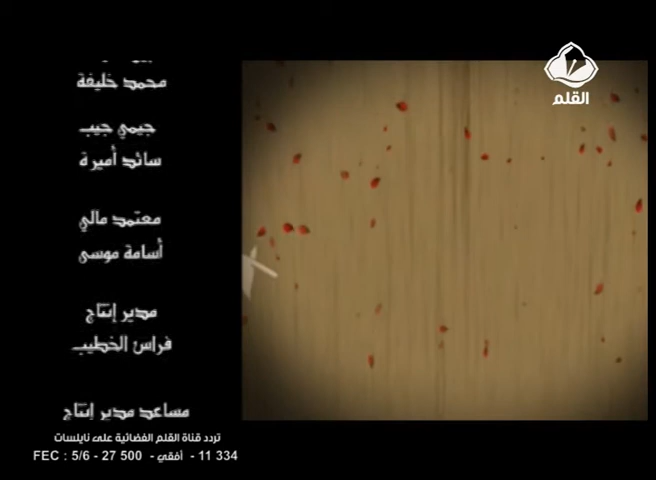 محمد خليفة
القلم
جيمي جيب
سائد أميرة
معتمد مالي
أسامة موسى
مدير إنتاج
فراس الخطيب
مساعد مدير إنتاج
تردد قناة القلم الفضائية على نايلسات
11 334 - أفقي - 27 500 - FEC : 5/6